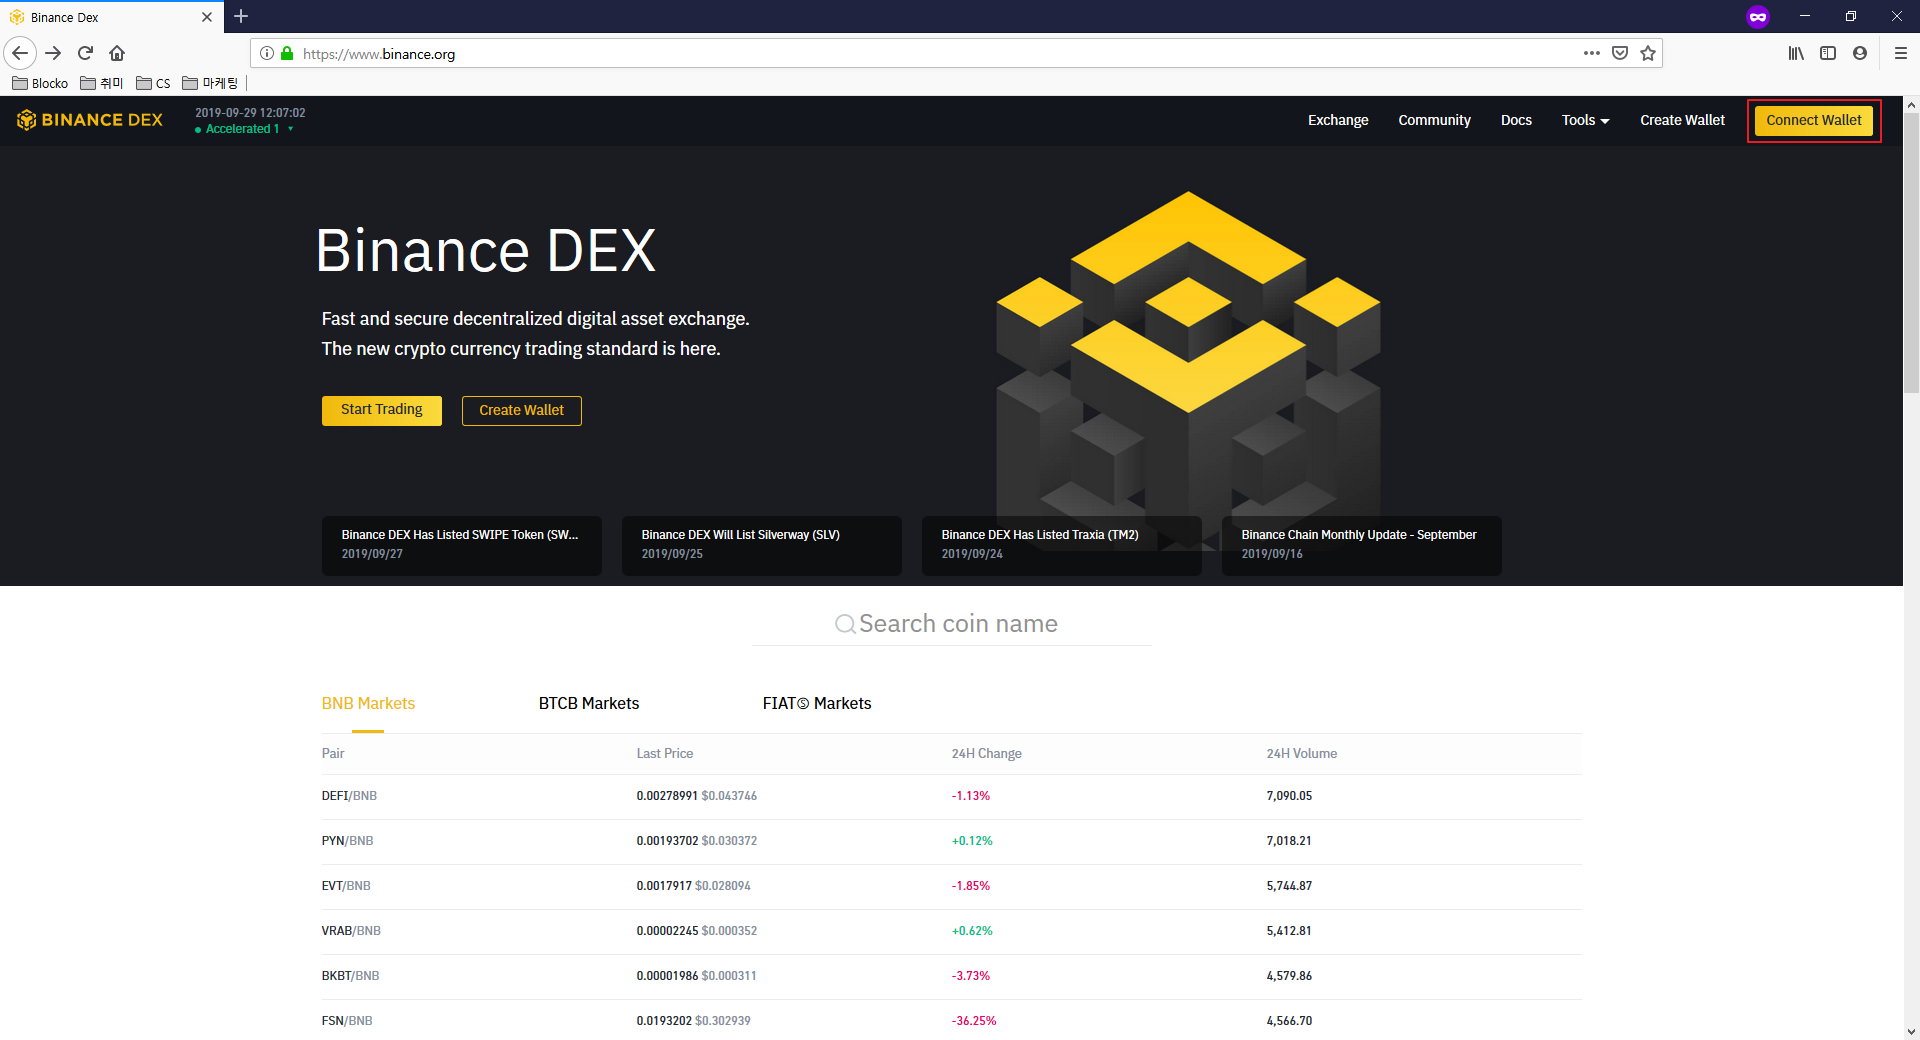 Binance Dex
https://www.binance.org
Blocko 취미 CS 마케팅
BINANCE DEX
2019-09-29 12:07:02
Accelerated 1
Exchange Community Docs Tools Create Wallet Connect Wallet
Binance DEX
Fast and secure decentralized digital asset exchange.
The new crypto currency trading standard is here.
Start Trading Create Wallet
Binance DEX Has Listed SWIPE Token (SW...
2019/09/27
Binance DEX Will List Silverway (SLV)
2019/09/25
Binance DEX Has Listed Traxia (TM2)
2019/09/24
Binance Chain Monthly Update - September
2019/09/16
Search coin name
BNB Markets BTCB Markets FIATⓈ Markets
Pair Last Price 24H Change 24H Volume
DEFI/BNB 0.00278991 $0.043746 -1.13% 7,090.05
PYN/BNB 0.00193702 $0.030372 +0.12% 7,018.21
EVT/BNB 0.0017917 $0.028094 -1.85% 5,744.87
VRAB/BNB 0.00002245 $0.000352 +0.62% 5,412.81
BKBT/BNB 0.00001986 $0.000311 -3.73% 4,579.86
FSN/BNB 0.0193202 $0.302939 -36.25% 4,566.70